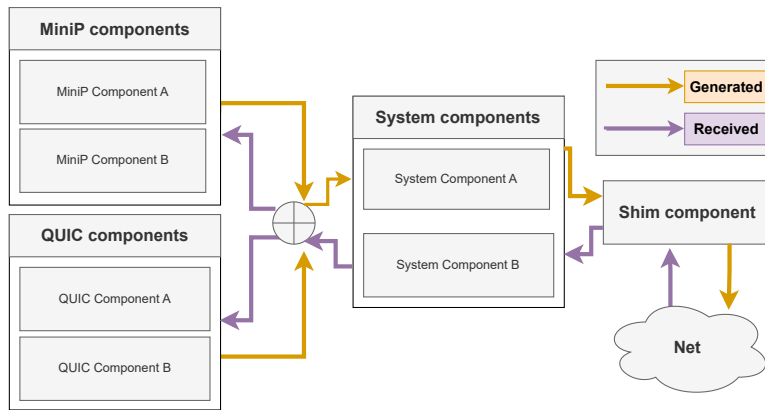 MiniP components
MiniP Component A
MiniP Component B
QUIC components
QUIC Component A
QUIC Component B
System components
System Component A
System Component B
Generated
Received
Shim component
Net